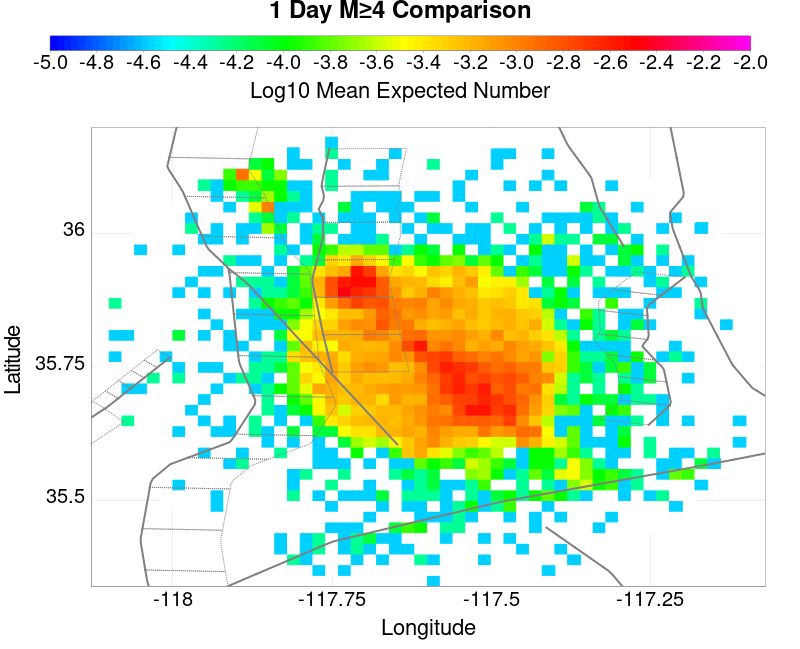 1 Day M≥4 Comparison
-5.0 -4.8 -4.6 -4.4 -4.2 -4.0 -3.8 -3.6 -3.4 -3.2 -3.0 -2.8 -2.6 -2.4 -2.2 -2.0
Log10 Mean Expected Number
36
35.75
35.5
Latitude
-118 -117.75 -117.5 -117.25
Longitude